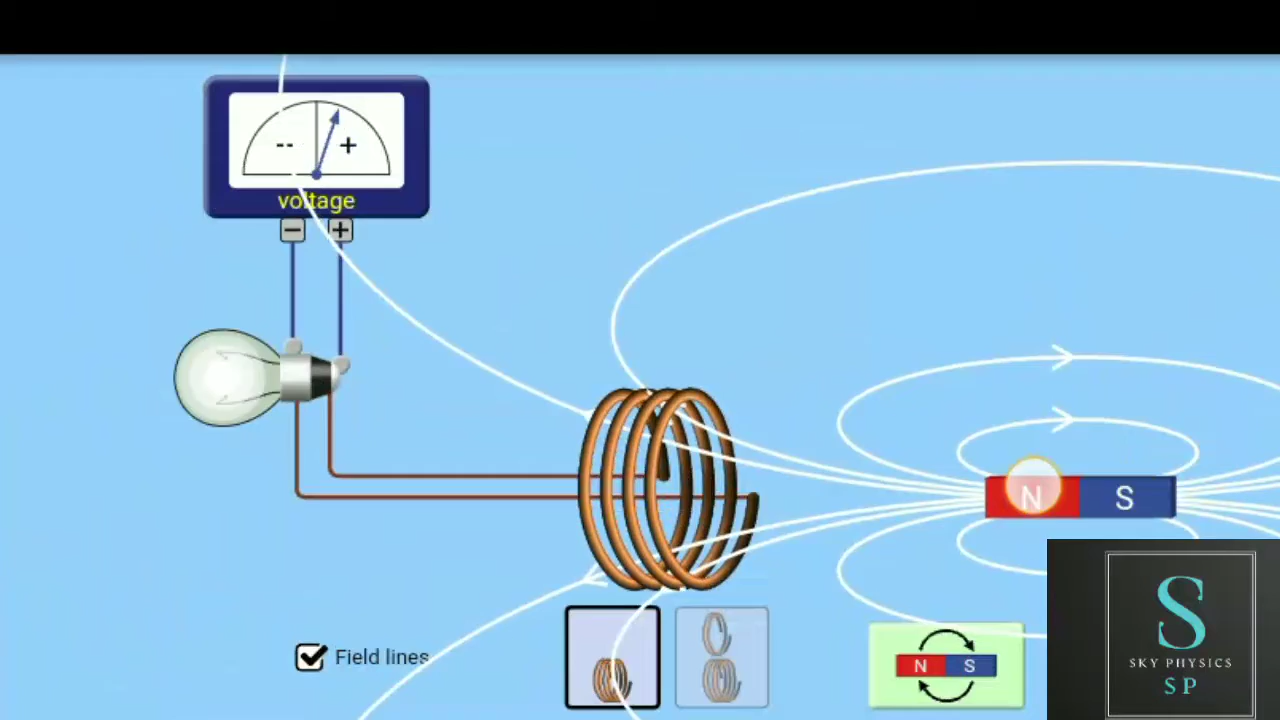 -- +
voltage
− +
N S
Field lines
N S
S
SKY PHYSICS
SP